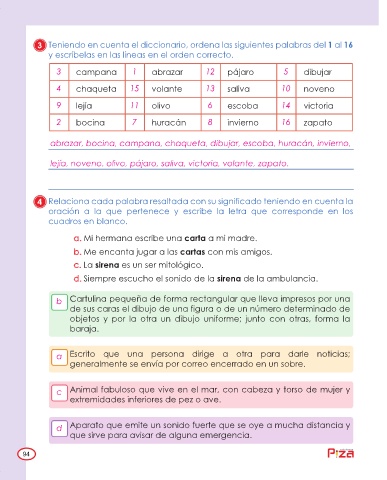 3 Teniendo en cuenta el diccionario, ordena las siguientes palabras del 1 al 16
y escríbelas en las líneas en el orden correcto.
3 campana 1 abrazar 12 pájaro 5 dibujar
4 chaqueta 15 volante 13 saliva 10 noveno
9 lejía 11 olivo 6 escoba 14 victoria
2 bocina 7 huracán 8 invierno 16 zapato
abrazar, bocina, campana, chaqueta, dibujar, escoba, huracán, invierno,
lejía, noveno, olivo, pájaro, saliva, victoria, volante, zapato.
4 Relaciona cada palabra resaltada con su significado teniendo en cuenta la
oración a la que pertenece y escribe la letra que corresponde en los
cuadros en blanco.
a. Mi hermana escribe una carta a mi madre.
b. Me encanta jugar a las cartas con mis amigos.
c. La sirena es un ser mitológico.
d. Siempre escucho el sonido de la sirena de la ambulancia.
b Cartulina pequeña de forma rectangular que lleva impresos por una
de sus caras el dibujo de una figura o de un número determinado de
objetos y por la otra un dibujo uniforme; junto con otras, forma la
baraja.
a Escrito que una persona dirige a otra para darle noticias;
generalmente se envía por correo encerrado en un sobre.
c Animal fabuloso que vive en el mar, con cabeza y torso de mujer y
extremidades inferiores de pez o ave.
d Aparato que emite un sonido fuerte que se oye a mucha distancia y
que sirve para avisar de alguna emergencia.
94 Piza